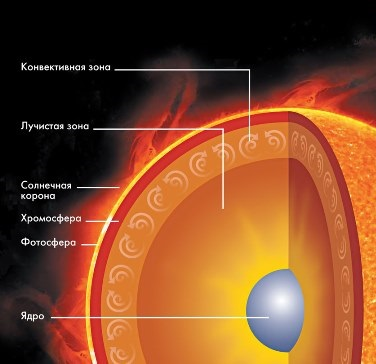 Конвективная зона
Лучистая зона
Солнечная
корона
Хромосфера
Фотосфера
Ядро